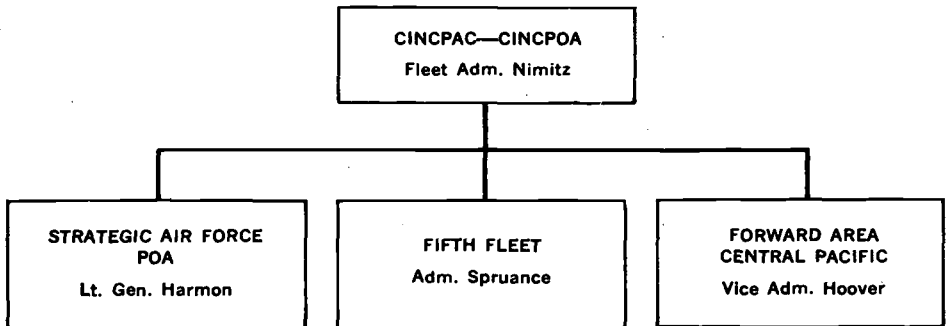 CINCPAC—CINCPOA
Fleet Adm. Nimitz
STRATEGIC AIR FORCE
POA
Lt. Gen. Harmon
FIFTH FLEET
Adm. Spruance
FORWARD AREA
CENTRAL PACIFIC
Vice Adm. Hoover